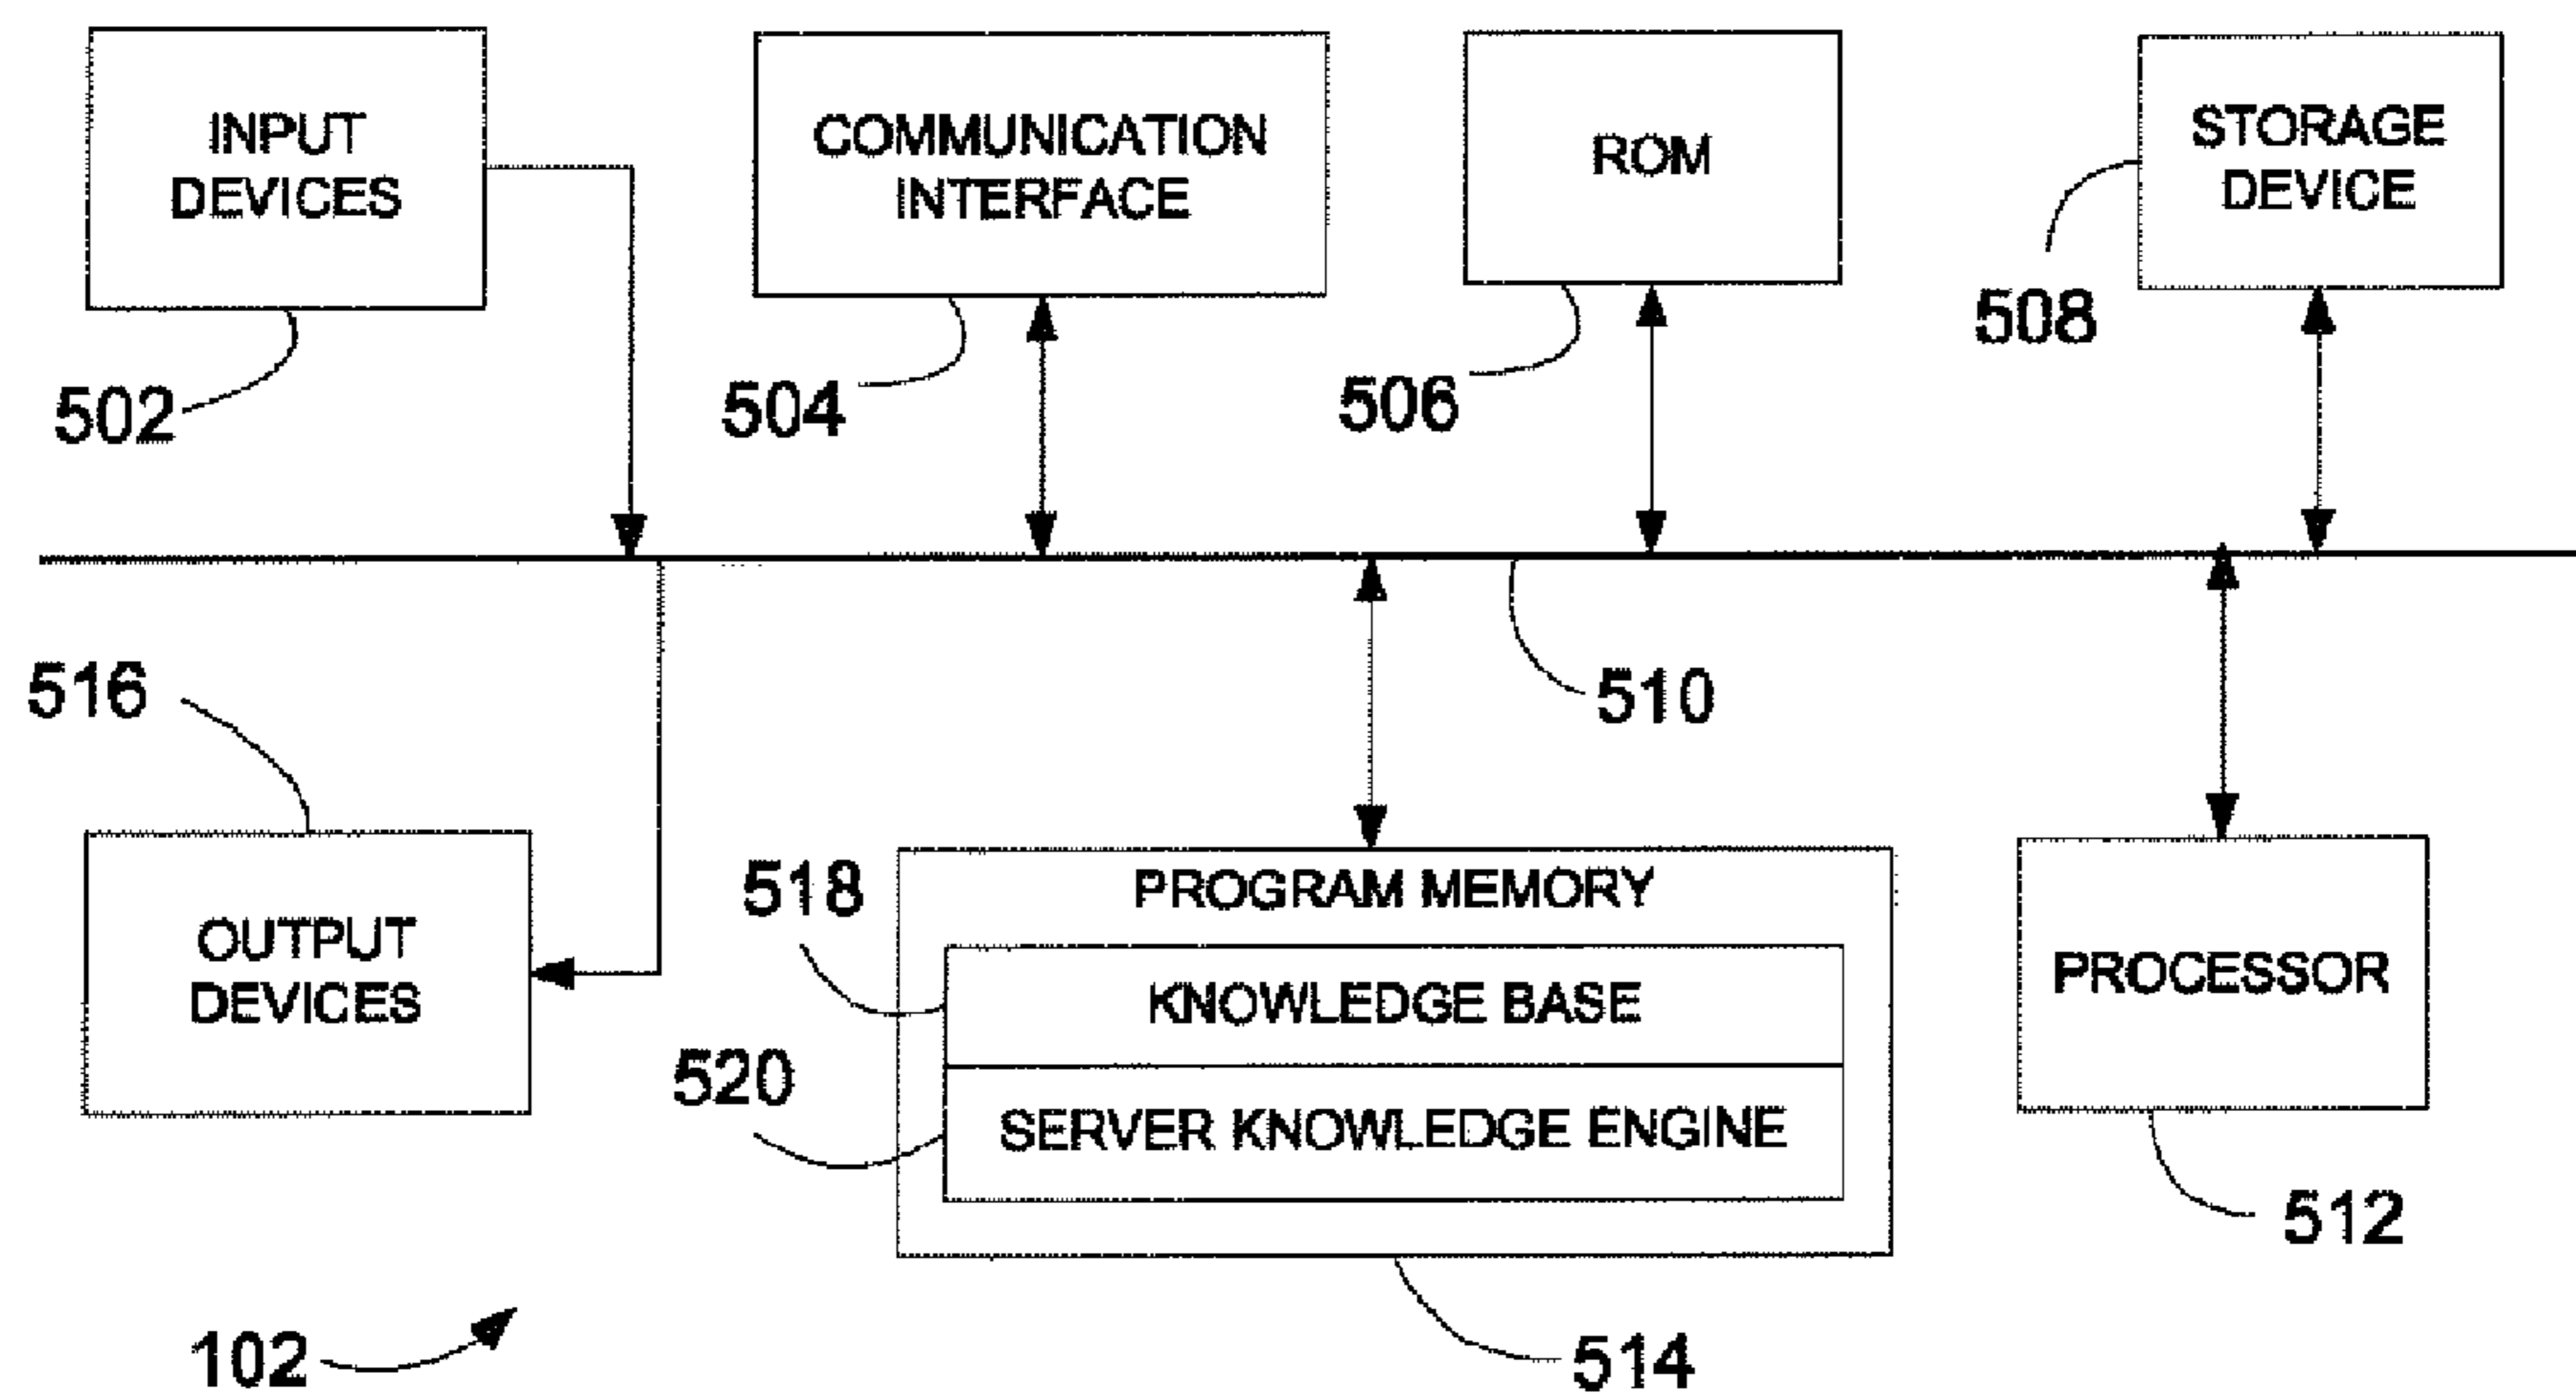 INPUT
DEVICES
COMMUNICATION
INTERFACE
ROM
STORAGE
DEVICE
502
504
506
508
510
516
OUTPUT
DEVICES
518
520
PROGRAM MEMORY
KNOWLEDGE BASE
SERVER KNOWLEDGE ENGINE
PROCESSOR
512
514
102